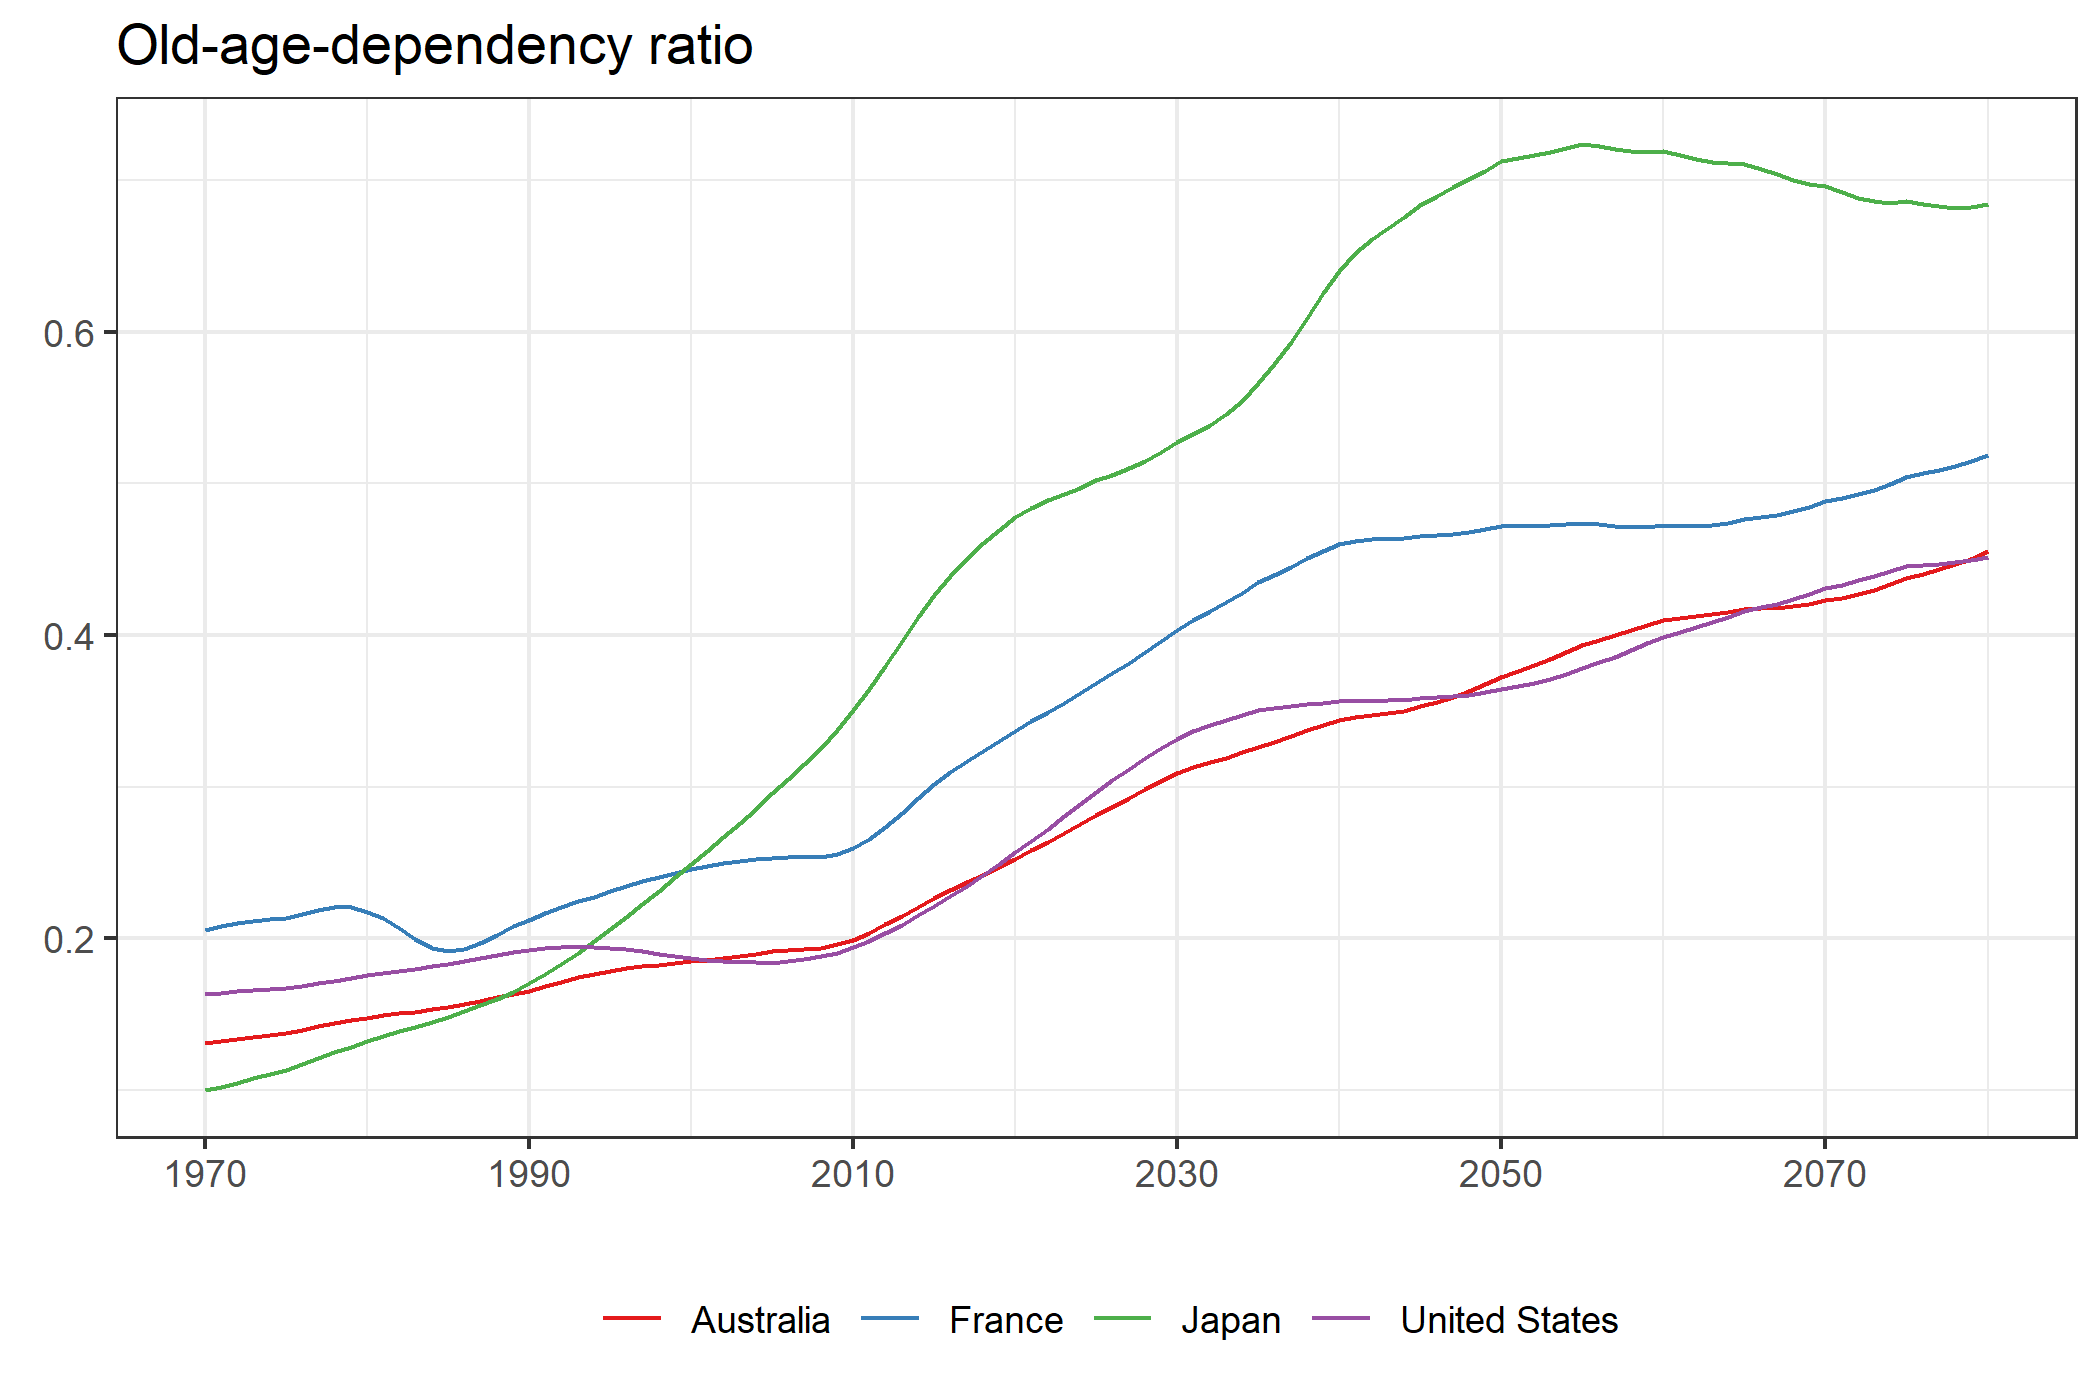 Old-age-dependency ratio
0.6
0.4
0.2
1970 1990 2010 2030 2050 2070
Australia France Japan United States